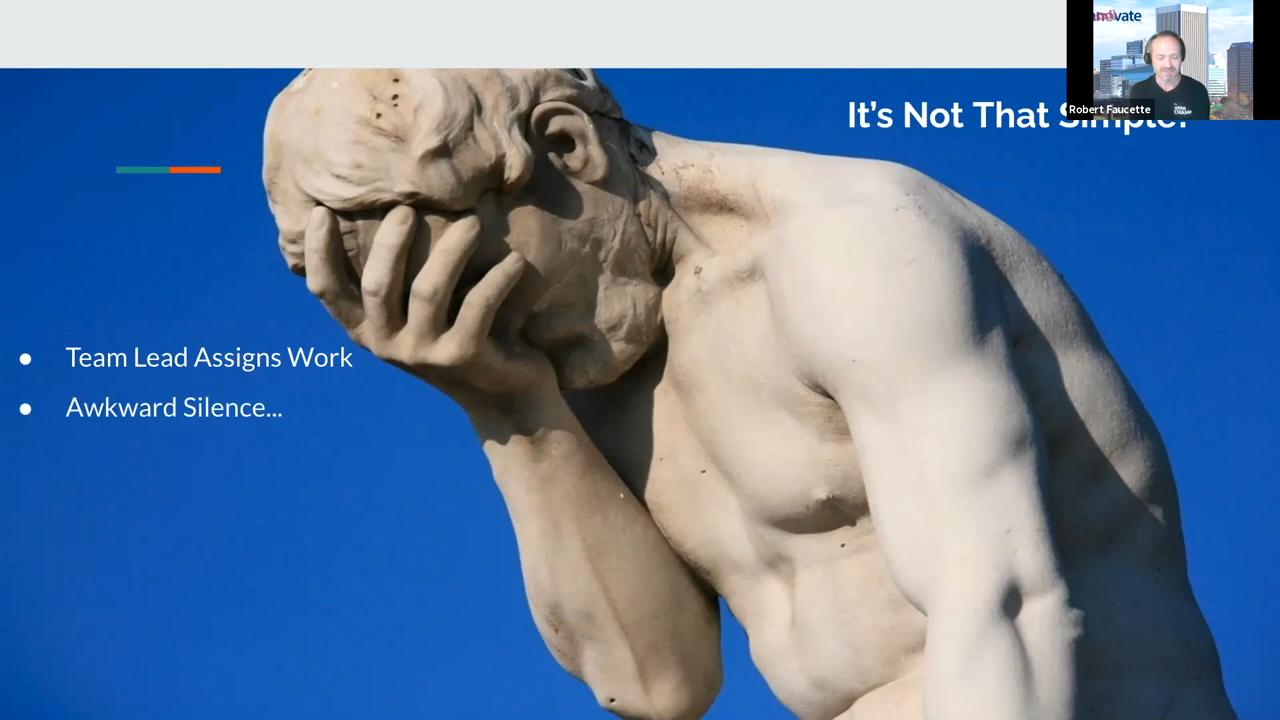 It's Not That Simple!
Robert Faucette
Team Lead Assigns Work
Awkward Silence...